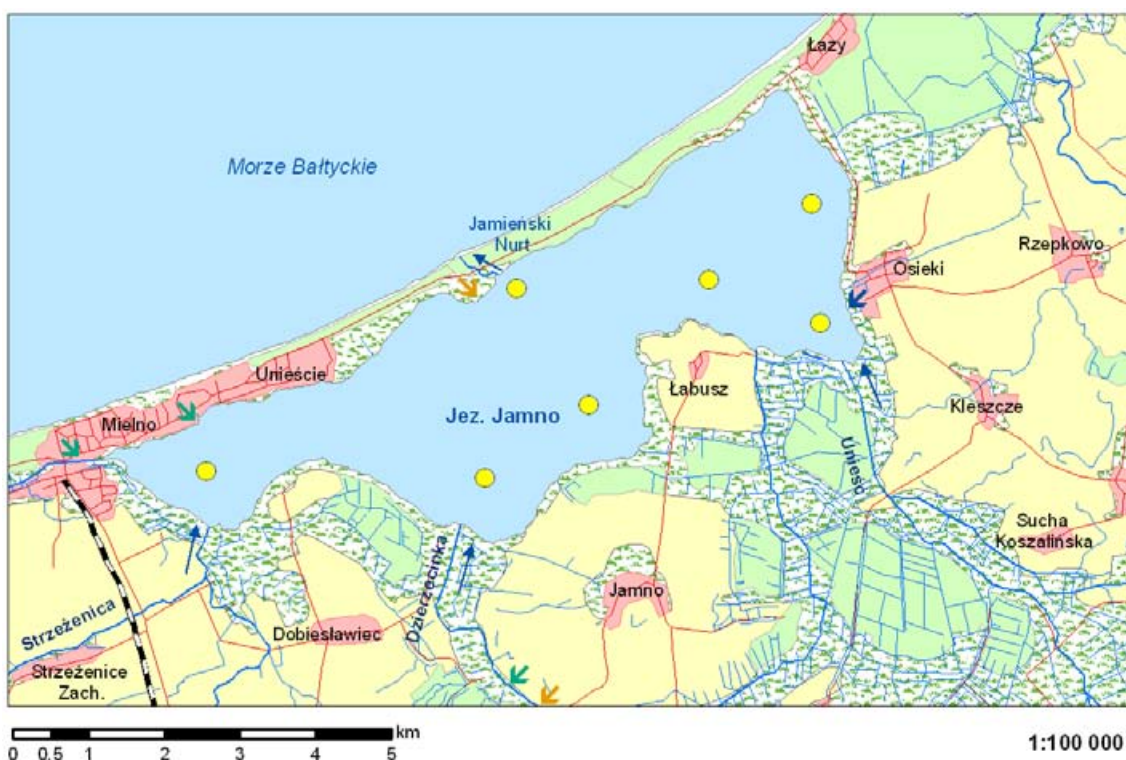 Łazy
Morze Bałtyckie
Jamieński
Nurt
Rzepkowo
Osieki
Unieście
Łabusz
Mielno
Jez. Jamno
Kleszcze
Unieść
Sucha
Koszalińska
Dzierżecinka
Jamno
Strzeżenica
Dobiesławiec
Strzeżenice
Zach.
km
0 0.5 1 2 3 4 5
1:100 000